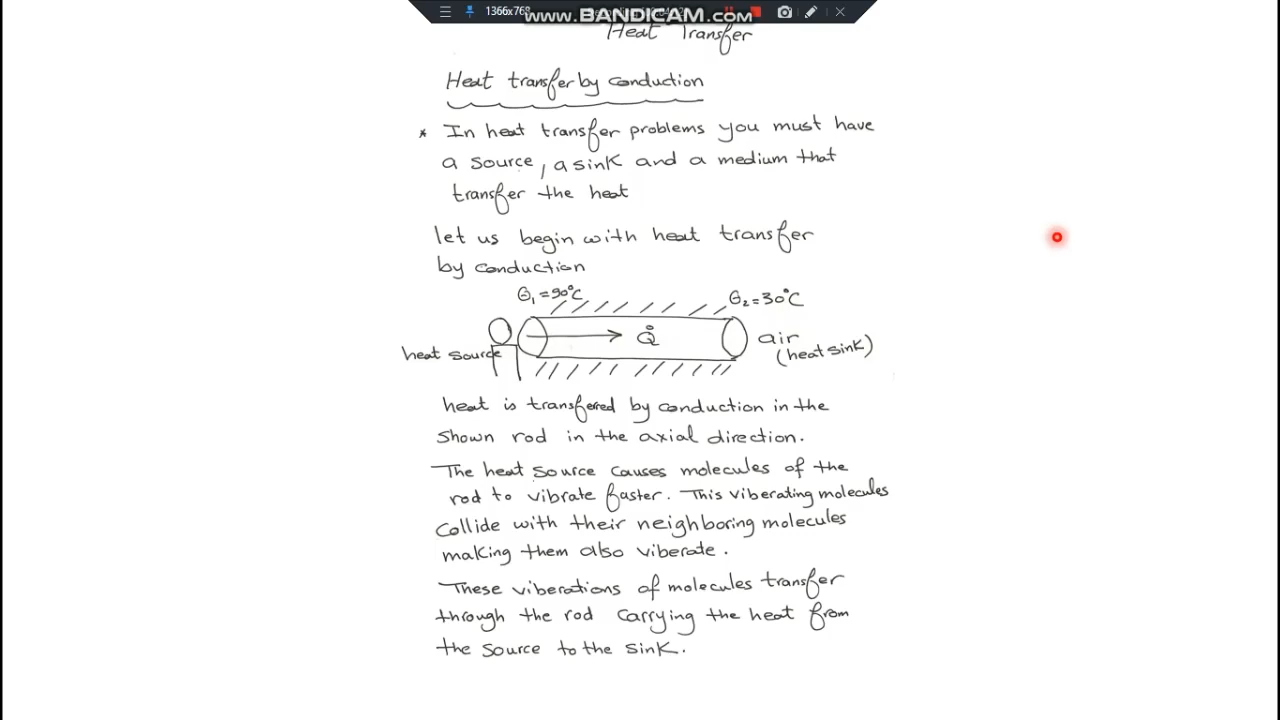 1366x768
www.BANDICAM.com
Heat Transfer
Heat transfer by conduction
* In heat transfer problems you must have
a source, a sink and a medium that
transfer the heat
let us begin with heat transfer
by conduction
Θ₁ = 90°C
Θ₂ = 30°C
Q̊
air
heat source
(heat sink)
heat is transferred by conduction in the
shown rod in the axial direction.
The heat source causes molecules of the
rod to vibrate faster. This viberating molecules
collide with their neighboring molecules
making them also viberate.
These viberations of molecules transfer
through the rod carrying the heat from
the source to the sink.